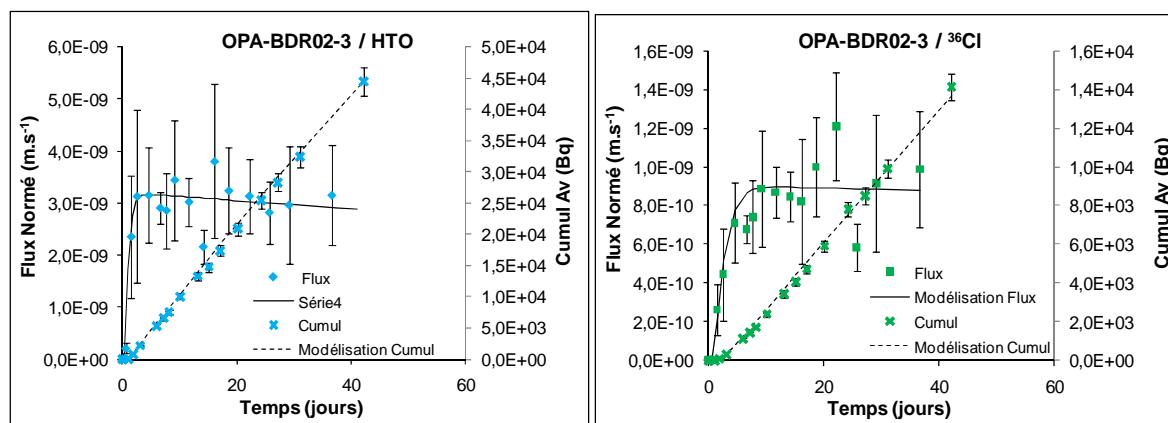 OPA-BDR02-3 / HTO
Flux Normé (m.s-1)
6,0E-09
5,0E-09
4,0E-09
3,0E-09
2,0E-09
1,0E-09
0,0E+00
5,0E+04
4,5E+04
4,0E+04
3,5E+04
3,0E+04
2,5E+04
2,0E+04
1,5E+04
1,0E+04
5,0E+03
0,0E+00
Cumul Av (Bq)
Flux
Série4
Cumul
Modélisation Cumul
0 20 40 60
Temps (jours)
OPA-BDR02-3 / 36Cl
Flux Normé (m.s-1)
1,6E-09
1,4E-09
1,2E-09
1,0E-09
8,0E-10
6,0E-10
4,0E-10
2,0E-10
0,0E+00
1,6E+04
1,4E+04
1,2E+04
1,0E+04
8,0E+03
6,0E+03
4,0E+03
2,0E+03
0,0E+00
Cumul Av (Bq)
Flux
Modélisation Flux
Cumul
Modélisation Cumul
0 20 40 60
Temps (jours)